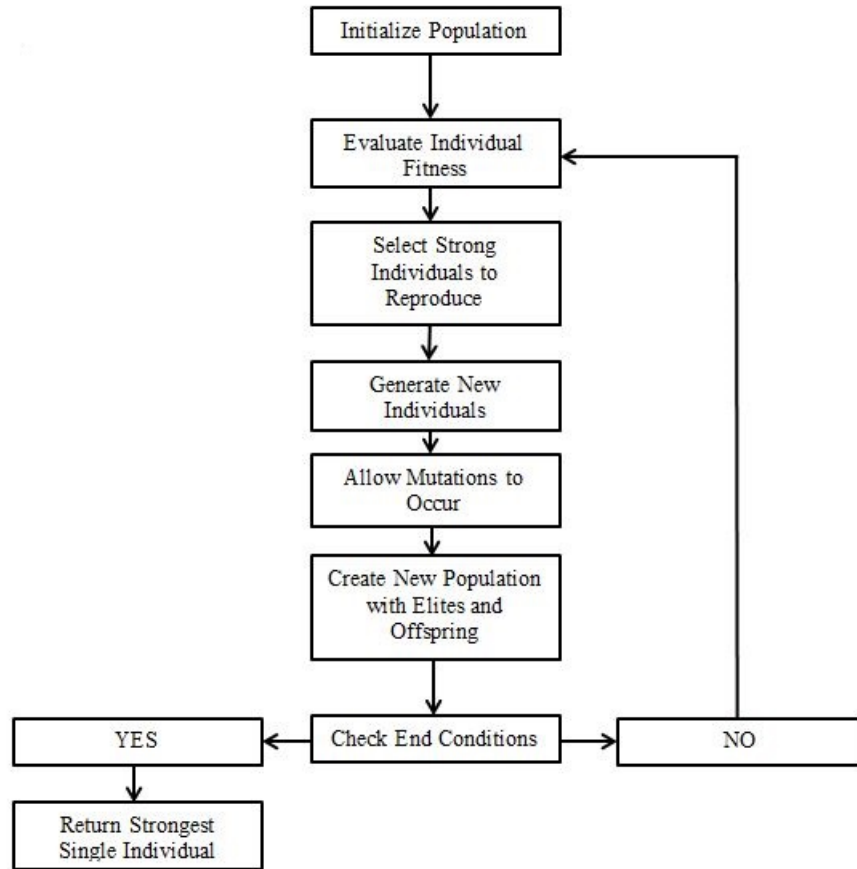 Initialize Population
Evaluate Individual
Fitness
Select Strong
Individuals to
Reproduce
Generate New
Individuals
Allow Mutations to
Occur
Create New Population
with Elites and
Offspring
YES
Check End Conditions
NO
Return Strongest
Single Individual